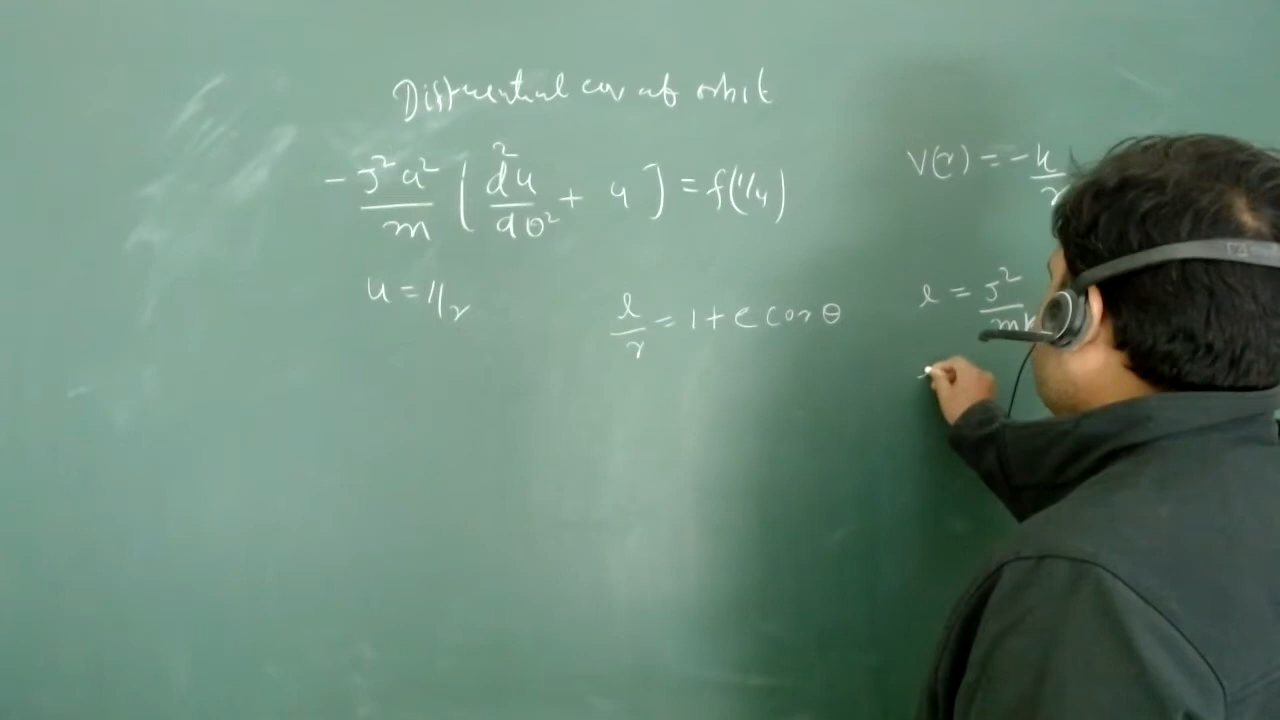 Differential eqn of orbit
- J²u²/m [ d²u/dθ² + u ] = f(1/u)
u = 1/r
l/r = 1 + e cos θ
V(r) = - k/r
l = J²/mk